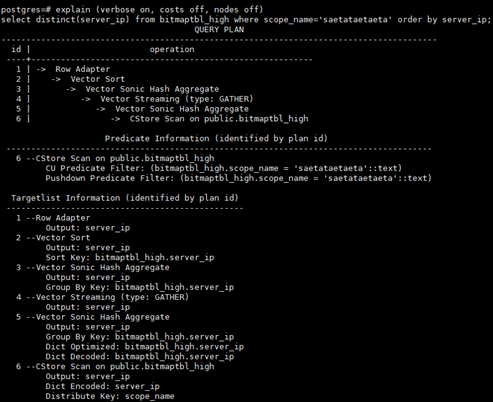 postgres=# explain (verbose on, costs off, nodes off)
select distinct(server_ip) from bitmaptbl_high where scope_name='saetataetaeta' order by server_ip;
QUERY PLAN
--------------------------------------------------------------------------------------
id | operation
----+-------------------------------------------------------------
1 | -> Row Adapter
2 | -> Vector Sort
3 | -> Vector Sonic Hash Aggregate
4 | -> Vector Streaming (type: GATHER)
5 | -> Vector Sonic Hash Aggregate
6 | -> CStore Scan on public.bitmaptbl_high
Predicate Information (identified by plan id)
-------------------------------------------------------------------------------------
6 --CStore Scan on public.bitmaptbl_high
CU Predicate Filter: (bitmaptbl_high.scope_name = 'saetataetaeta'::text)
Pushdown Predicate Filter: (bitmaptbl_high.scope_name = 'saetataetaeta'::text)
Targetlist Information (identified by plan id)
-----------------------------------------------
1 --Row Adapter
Output: server_ip
2 --Vector Sort
Output: server_ip
Sort Key: bitmaptbl_high.server_ip
3 --Vector Sonic Hash Aggregate
Output: server_ip
Group By Key: bitmaptbl_high.server_ip
4 --Vector Streaming (type: GATHER)
Output: server_ip
5 --Vector Sonic Hash Aggregate
Output: server_ip
Group By Key: bitmaptbl_high.server_ip
Dict Optimized: bitmaptbl_high.server_ip
Dict Decoded: bitmaptbl_high.server_ip
6 --CStore Scan on public.bitmaptbl_high
Output: server_ip
Dict Encoded: server_ip
Distribute Key: scope_name